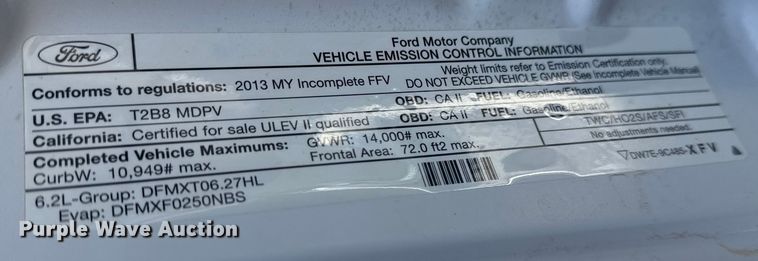 Ford
Ford Motor Company
VEHICLE EMISSION CONTROL INFORMATION
Conforms to regulations: 2013 MY Incomplete FFV
Weight limits refer to Emission Certification only.
DO NOT EXCEED VEHICLE GVWR (See Incomplete Vehicle Manual)
U.S. EPA: T2B8 MDPV OBD: CA II FUEL: Gasoline/Ethanol
California: Certified for sale ULEV II qualified OBD: CA II FUEL: Gasoline/Ethanol
Completed Vehicle Maximums: GVWR: 14,000# max. TWC/HO2S/AFS/SFI
CurbW: 10,949# max. Frontal Area: 72.0 ft2 max. No adjustments needed.
6.2L-Group: DFMXT06.27HL DW7E-9C485-XFV
Evap: DFMXF0250NBS
Purple Wave Auction